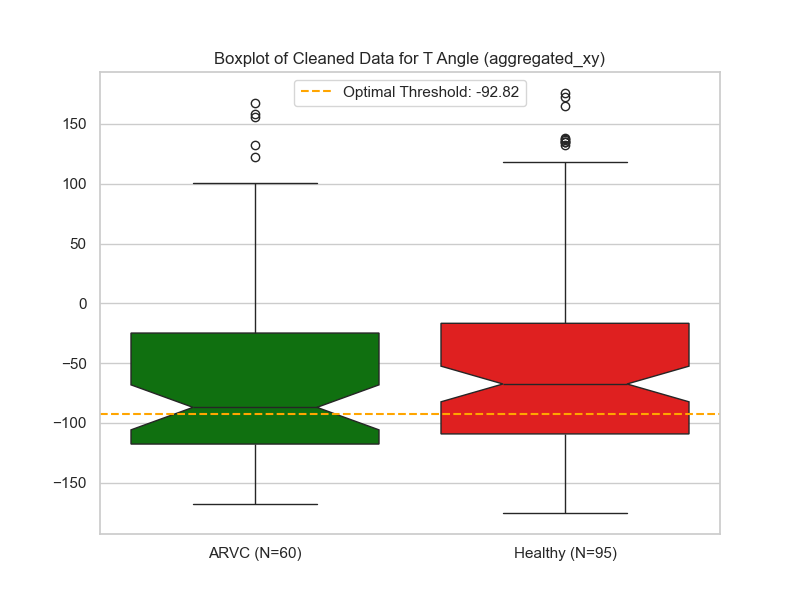 Boxplot of Cleaned Data for T Angle (aggregated_xy)
Optimal Threshold: -92.82
150
100
50
0
−50
−100
−150
ARVC (N=60)
Healthy (N=95)